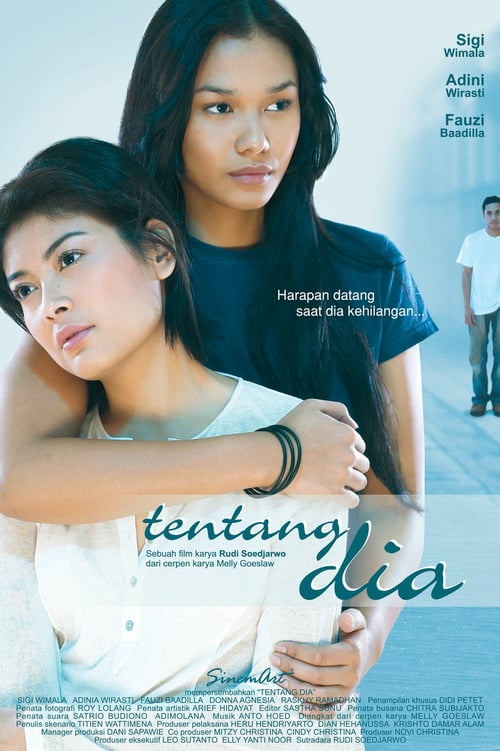 Sigi
Wimala
Adini
Wirasti
Fauzi
Baadilla
Harapan datang
saat dia kehilangan...
tentang
dia
Sebuah film karya Rudi Soedjarwo
dari cerpen karya Melly Goeslaw
SinemArt
mempersembahkan "TENTANG DIA"
SIGI WIMALA ADINIA WIRASTI FAUZI BAADILLA DONNA AGNESIA RASKHY RAMADHAN Penampilan khusus DIDI PETET
Penata fotografi ROY LOLANG Penata artistik ARIEF HIDAYAT Editor SASTHA SUNU Penata busana CHITRA SUBIJAKTO
Penata suara SATRIO BUDIONO ADIMOLANA Musik ANTO HOED Diangkat dari cerpen karya MELLY GOESLAW
Penulis skenario TITIEN WATTIMENA Produser pelaksana HERU HENDRIYARTO DIAN HEHANUSSA KRISHTO DAMAR ALAM
Manager produksi DANI SAPAWIE Co produser MITZY CHRISTINA CINDY CHRISTINA Produser NOVI CHRISTINA
Produser eksekutif LEO SUTANTO ELLY YANTI NOOR Sutradara RUDI SOEDJARWO